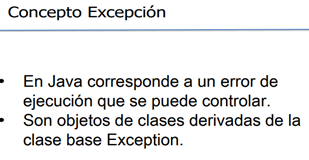 Concepto Excepción
• En Java corresponde a un error de
ejecución que se puede controlar.
• Son objetos de clases derivadas de la
clase base Exception.